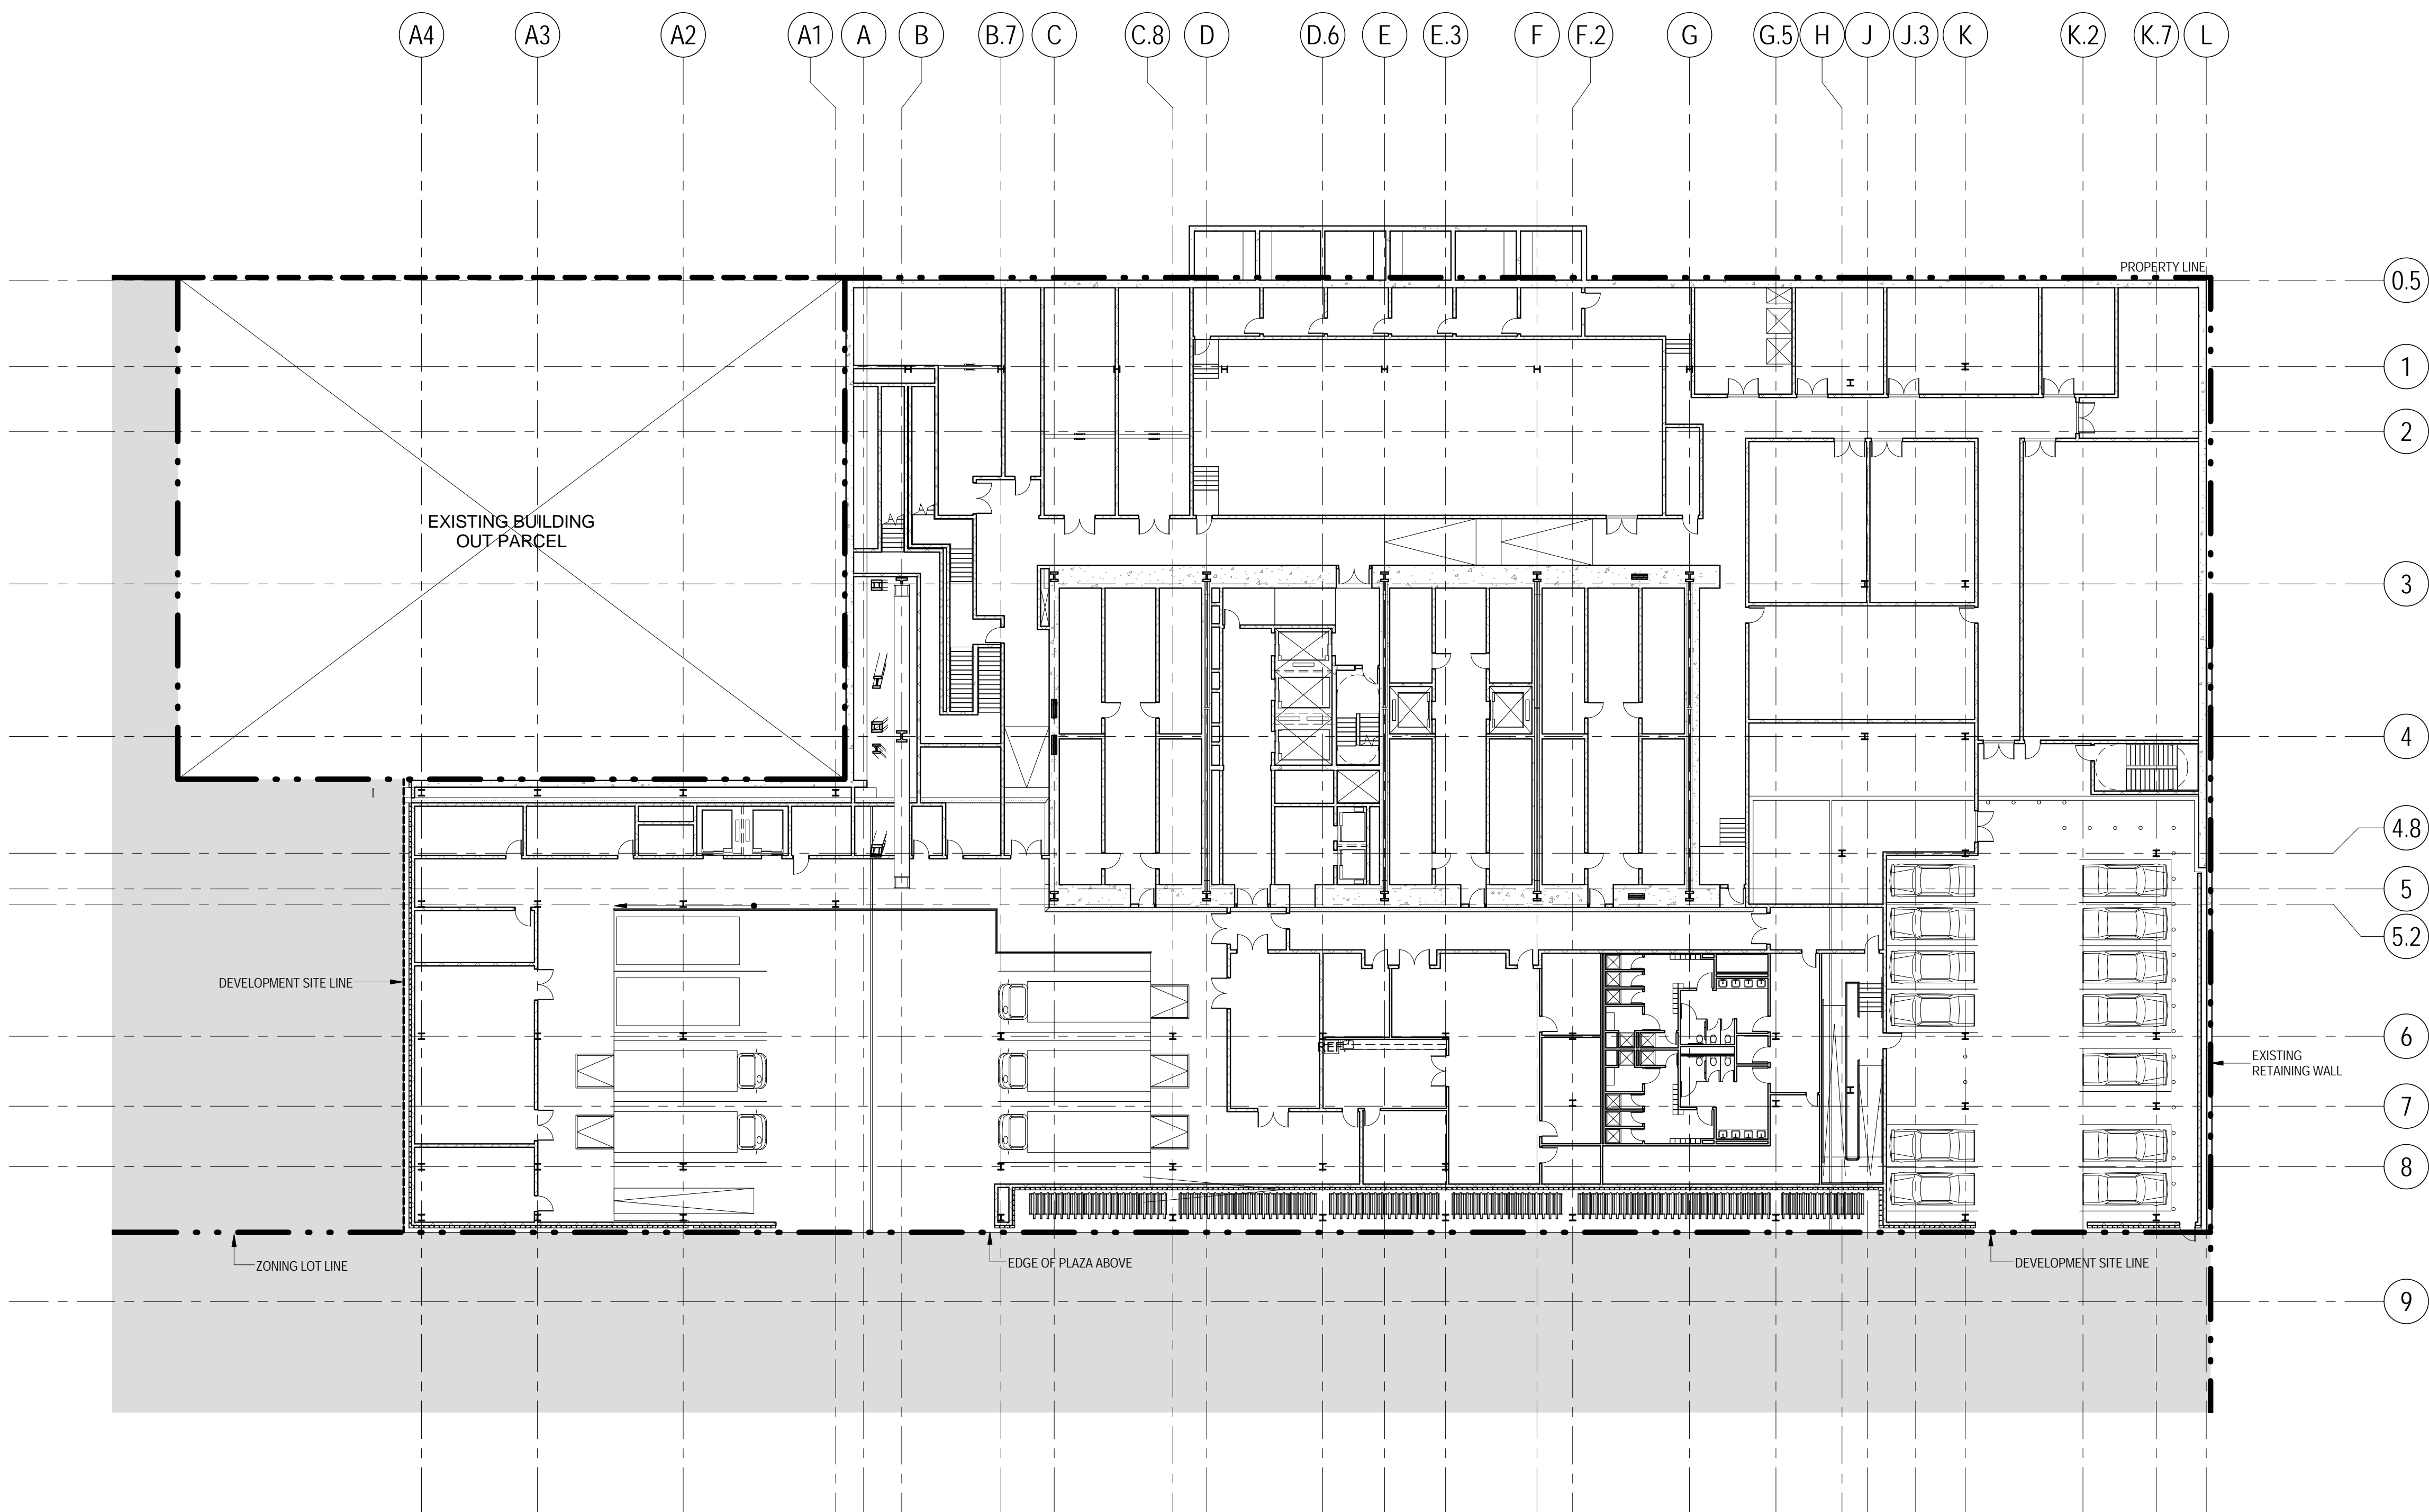 A4
A3
A2
A1
A
B
B.7
C
C.8
D
D.6
E
E.3
F
F.2
G
G.5
H
J
J.3
K
K.2
K.7
L
PROPERTY LINE
0.5
1
2
EXISTING BUILDING
OUT PARCEL
3
4
4.8
5
5.2
DEVELOPMENT SITE LINE
REF
6
EXISTING
RETAINING WALL
7
8
ZONING LOT LINE
EDGE OF PLAZA ABOVE
DEVELOPMENT SITE LINE
9